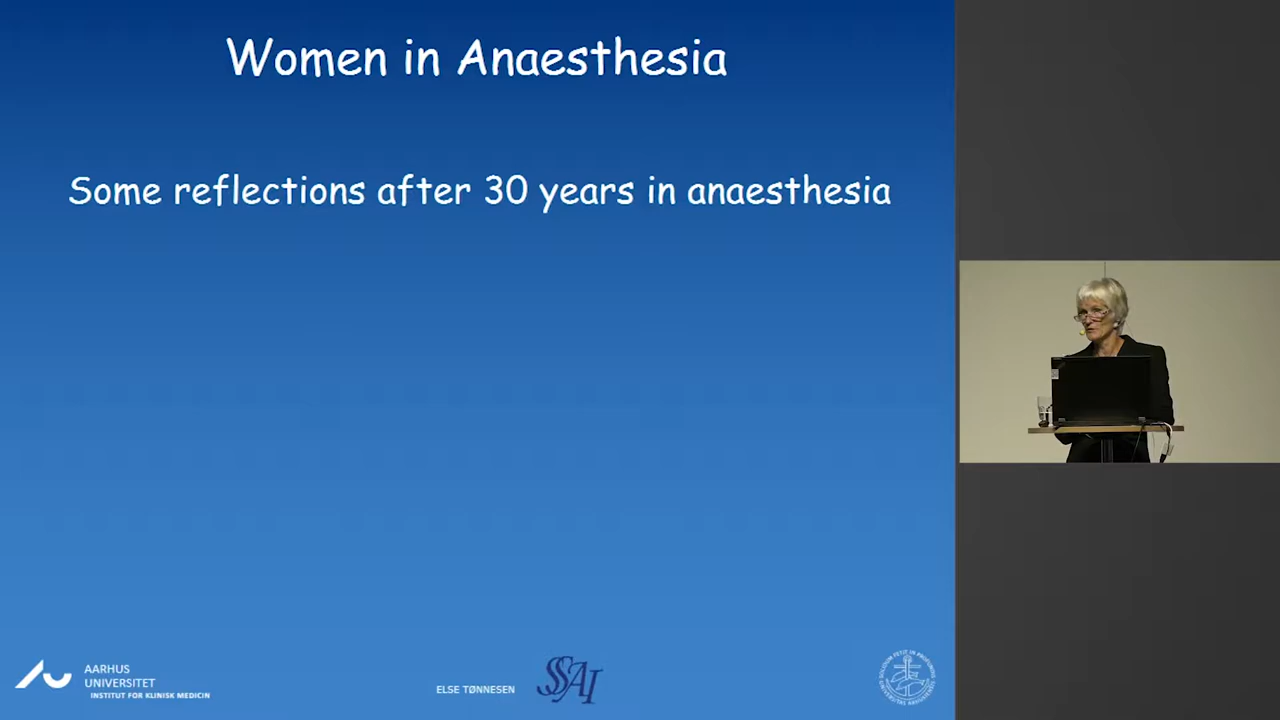 Women in Anaesthesia
Some reflections after 30 years in anaesthesia
AARHUS
UNIVERSITET
INSTITUT FOR KLINISK MEDICIN
ELSE TØNNESEN
SSAI